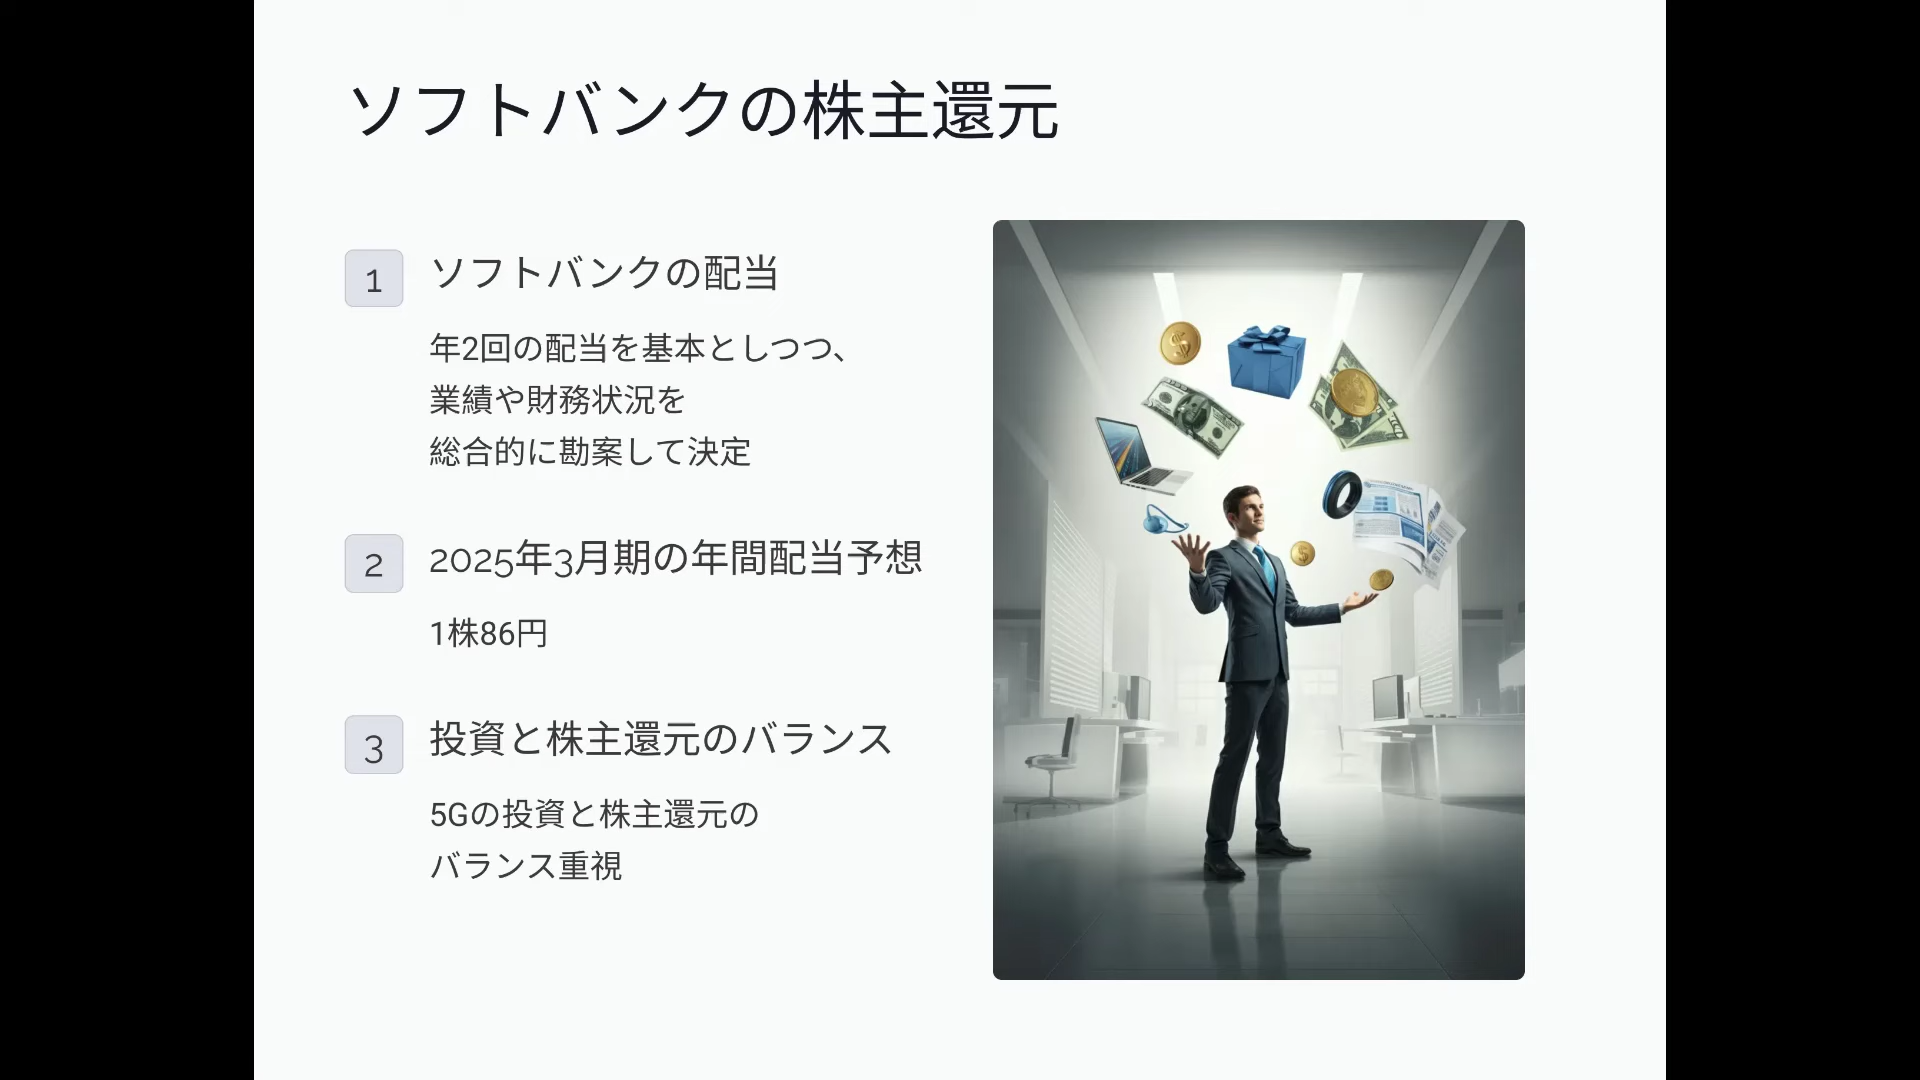 ソフトバンクの株主還元
1
ソフトバンクの配当
年2回の配当を基本としつつ、
業績や財務状況を
総合的に勘案して決定
2
2025年3月期の年間配当予想
1株86円
3
投資と株主還元のバランス
5Gの投資と株主還元の
バランス重視